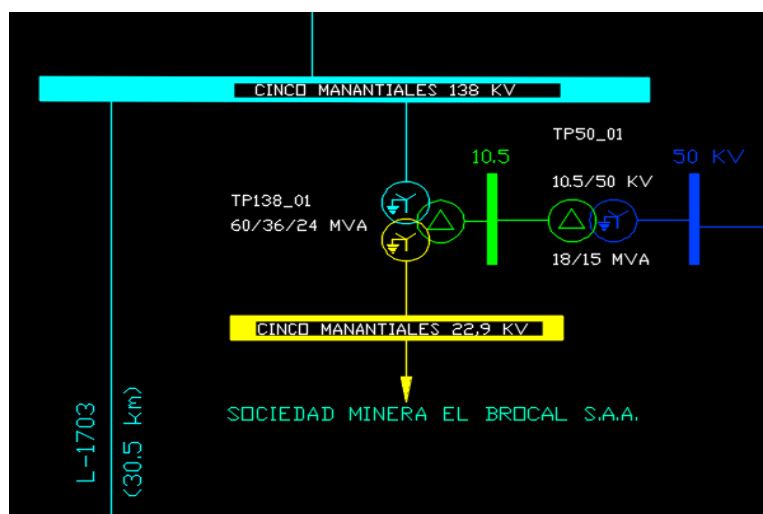 CINCO MANANTIALES 138 KV
TP50_01
10.5
50 KV
10.5/50 KV
TP138_01
60/36/24 MVA
18/15 MVA
CINCO MANANTIALES 22,9 KV
SOCIEDAD MINERA EL BROCAL S.A.A.
L-1703
(30.5 km)